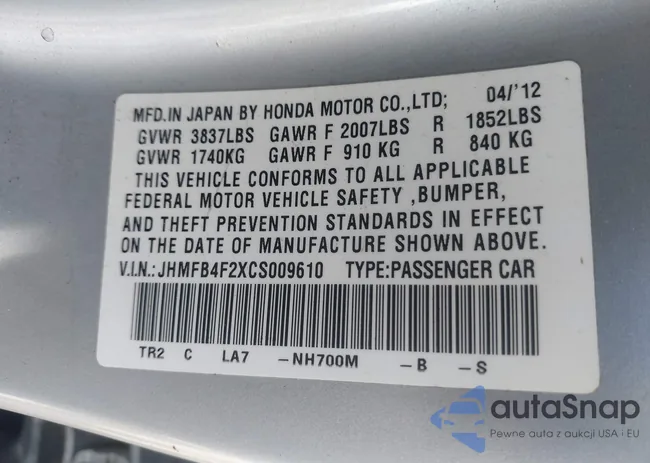 MFD.IN JAPAN BY HONDA MOTOR CO.,LTD; 04/'12
GVWR 3837LBS GAWR F 2007LBS R 1852LBS
GVWR 1740KG GAWR F 910 KG R 840 KG
THIS VEHICLE CONFORMS TO ALL APPLICABLE
FEDERAL MOTOR VEHICLE SAFETY ,BUMPER,
AND THEFT PREVENTION STANDARDS IN EFFECT
ON THE DATE OF MANUFACTURE SHOWN ABOVE.
V.I.N.:JHMFB4F2XCS009610 TYPE:PASSENGER CAR
TR2 C LA7 -NH700M -B -S
autaSnap
Pewne auta z aukcji USA i EU